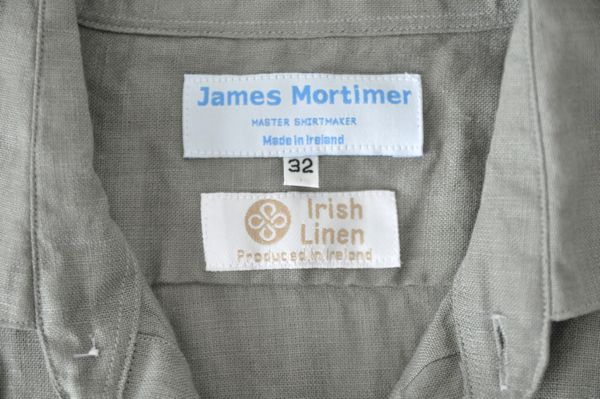 James Mortimer
MASTER SHIRTMAKER
Made in Ireland
32
Irish
Linen
Produced in Ireland